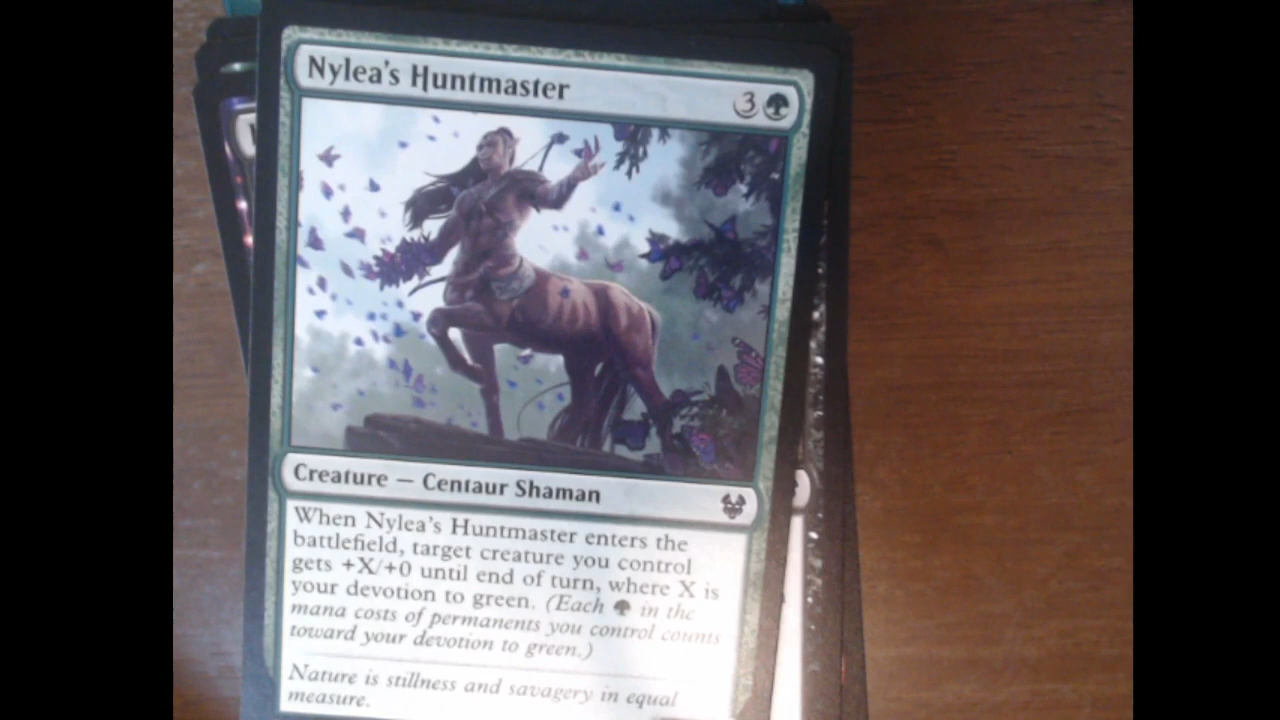 Nylea's Huntmaster
3
Creature — Centaur Shaman
When Nylea's Huntmaster enters the
battlefield, target creature you control
gets +X/+0 until end of turn, where X is
your devotion to green. (Each in the
mana costs of permanents you control counts
toward your devotion to green.)
Nature is stillness and savagery in equal
measure.